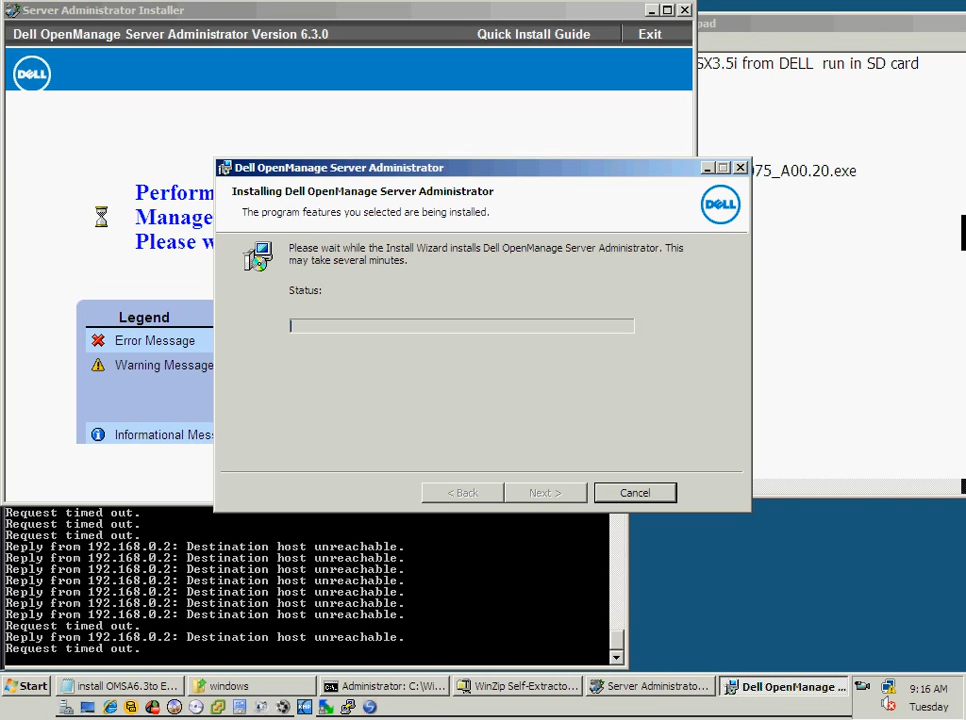 Server Administrator Installer
Dell OpenManage Server Administrator Version 6.3.0
Quick Install Guide
Exit
DELL
Perform
Manage
Please w
Legend
Error Message
Warning Message
Informational Mess
pad
SX3.5i from DELL run in SD card
75_A00.20.exe
Dell OpenManage Server Administrator
Installing Dell OpenManage Server Administrator
The program features you selected are being installed.
DELL
Please wait while the Install Wizard installs Dell OpenManage Server Administrator. This
may take several minutes.
Status:
< Back
Next >
Cancel
Request timed out.
Request timed out.
Request timed out.
Reply from 192.168.0.2: Destination host unreachable.
Reply from 192.168.0.2: Destination host unreachable.
Reply from 192.168.0.2: Destination host unreachable.
Reply from 192.168.0.2: Destination host unreachable.
Reply from 192.168.0.2: Destination host unreachable.
Reply from 192.168.0.2: Destination host unreachable.
Reply from 192.168.0.2: Destination host unreachable.
Request timed out.
Reply from 192.168.0.2: Destination host unreachable.
Request timed out.
Start
install OMSA6.3to E...
windows
Administrator: C:\Wi...
WinZip Self-Extracto...
Server Administrato...
Dell OpenManage ...
9:16 AM
Tuesday